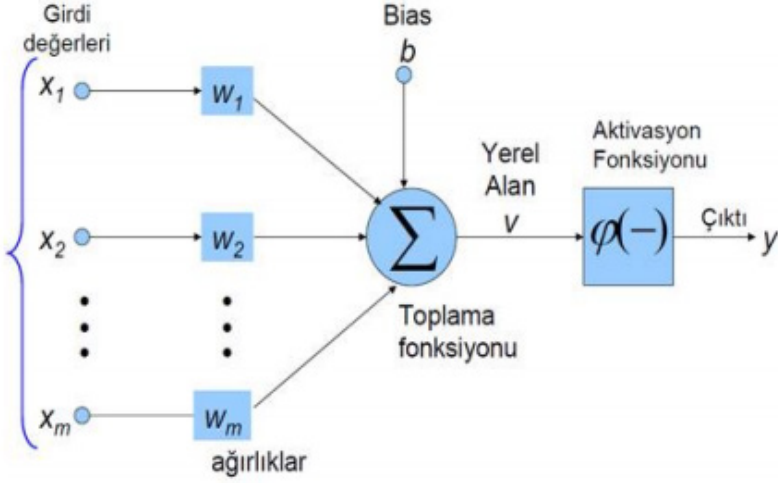 Girdi
değerleri
x1
w1
x2
w2
xm
wm
ağırlıklar
Bias
b
∑
Toplama
fonksiyonu
Yerel
Alan
v
Aktivasyon
Fonksiyonu
φ(−)
Çıktı
y